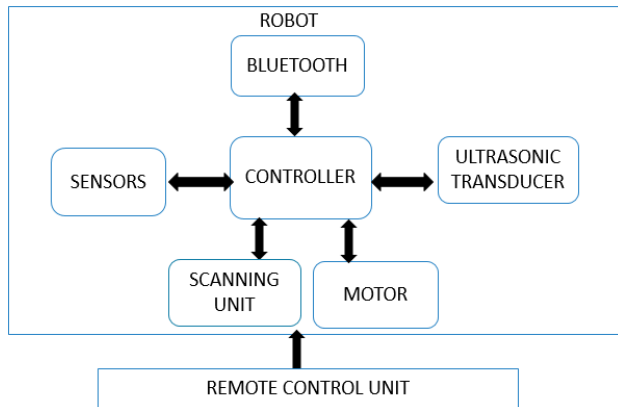 ROBOT
BLUETOOTH
SENSORS
CONTROLLER
ULTRASONIC
TRANSDUCER
SCANNING
UNIT
MOTOR
REMOTE CONTROL UNIT